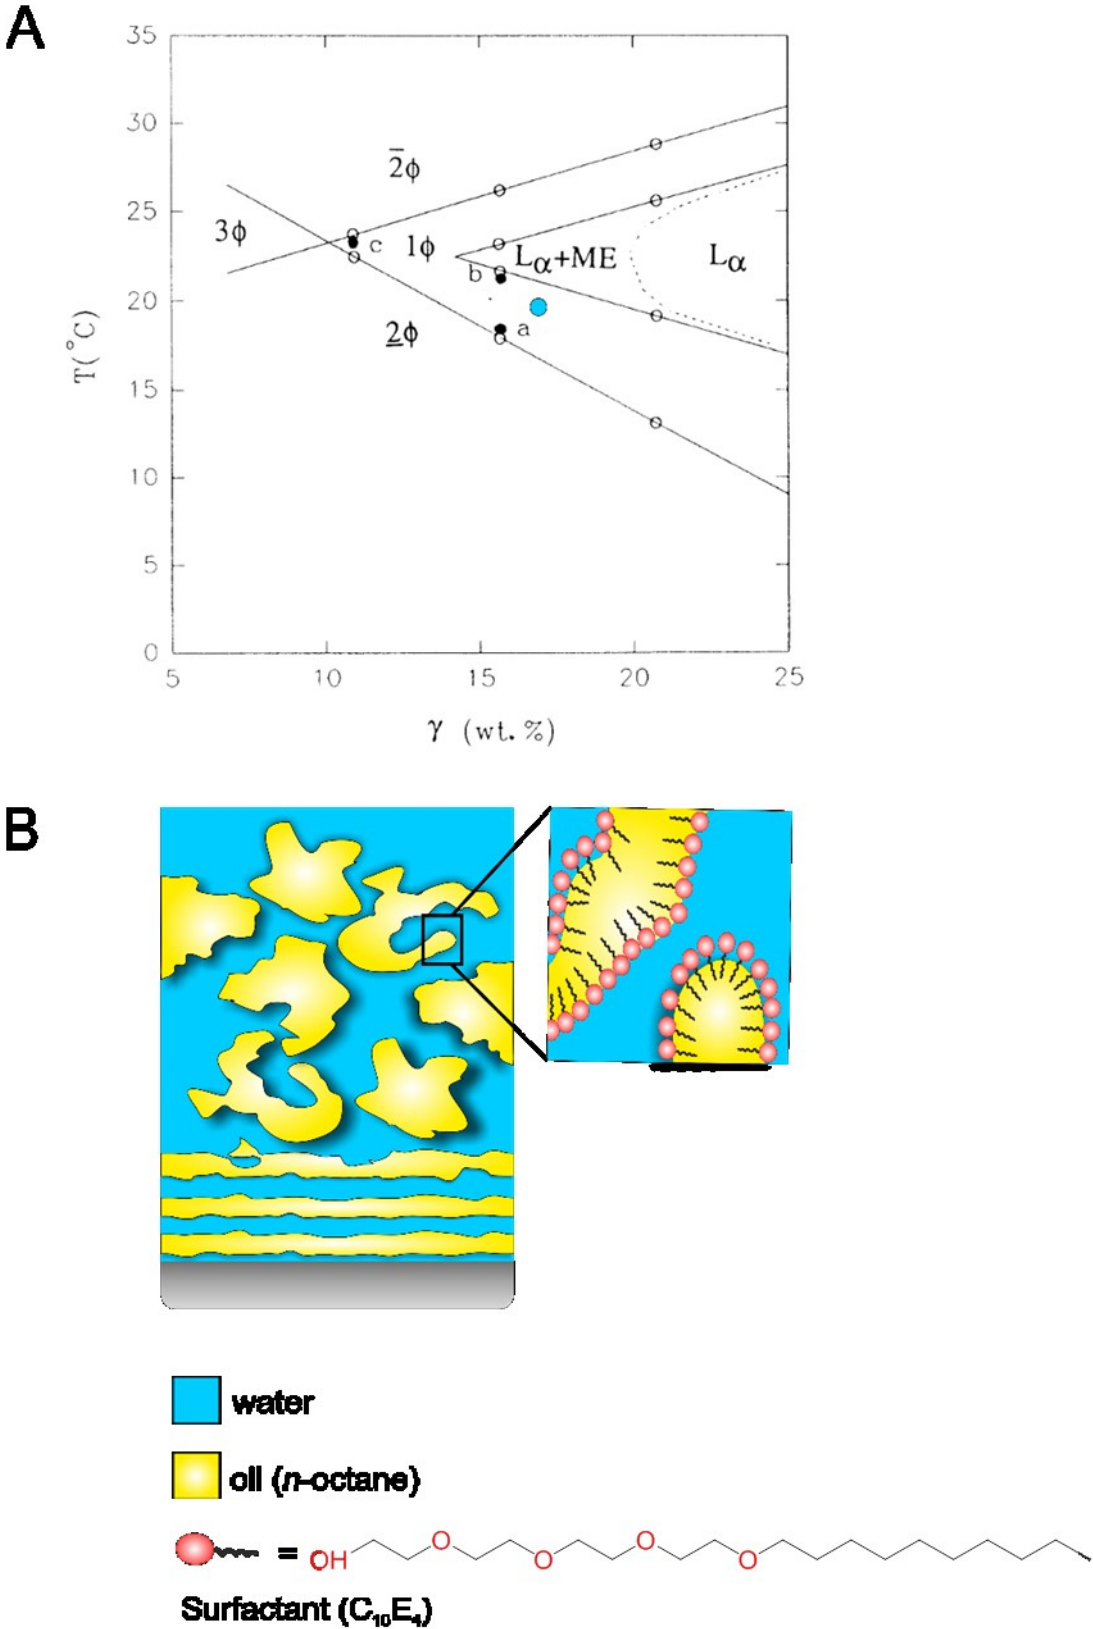 A
35
30
25
20
15
10
5
0
T(°C)
2̄ϕ
3ϕ
c
1ϕ
Lα+ME
Lα
b
2̲ϕ
a
5
10
15
20
25
γ (wt.%)
B
water
oil (n-octane)
= OH O O O O
Surfactant (C₁₀E₄)